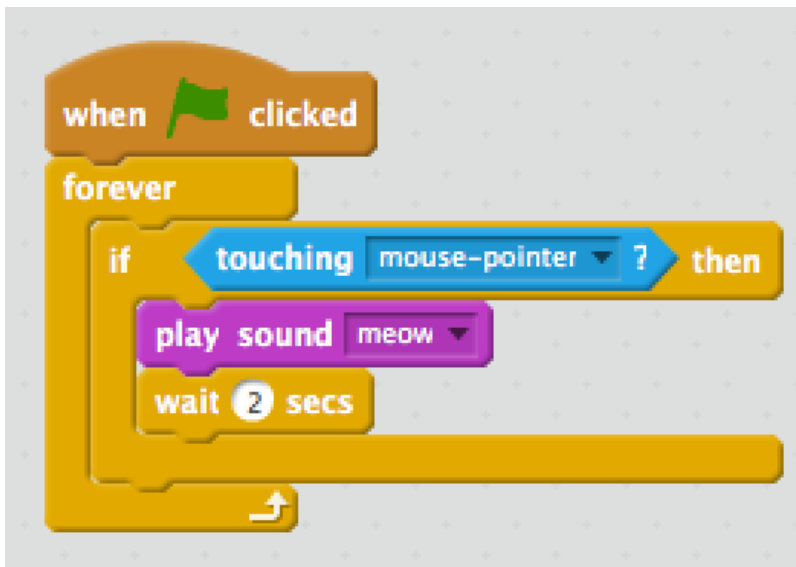 when clicked
forever
if touching mouse-pointer ? then
play sound meow
wait 2 secs